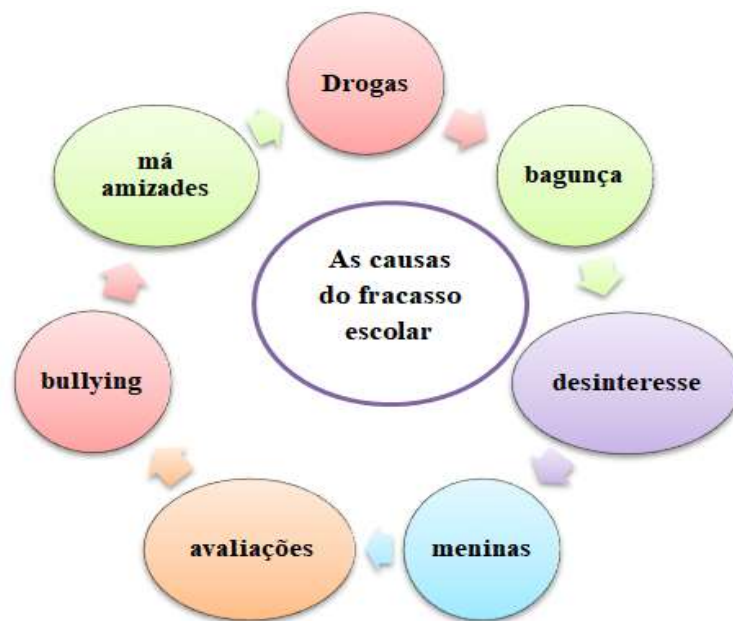 Drogas
bagunça
desinteresse
meninas
avaliações
bullying
má
amizades
As causas
do fracasso
escolar